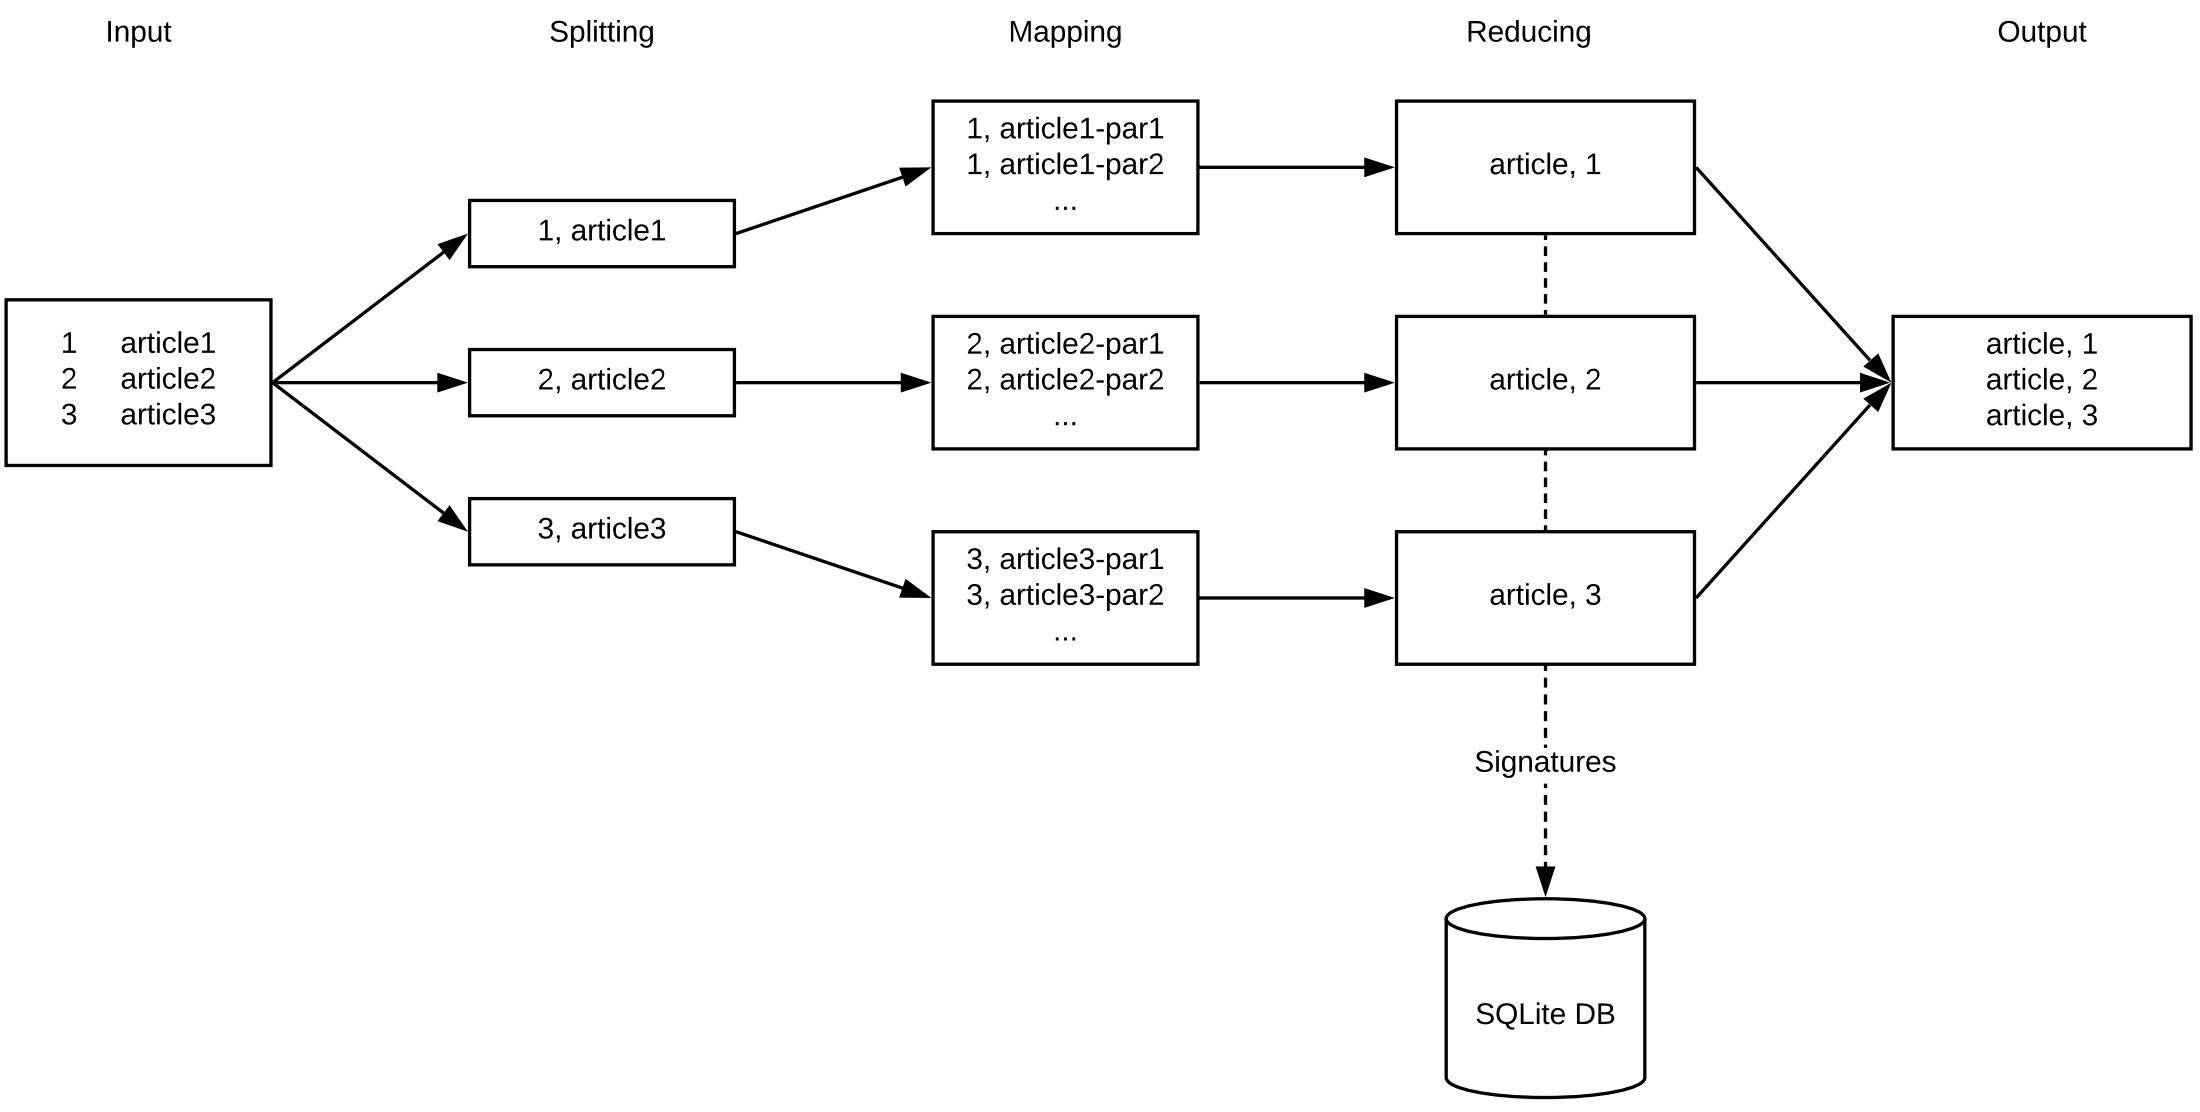 Input
Splitting
Mapping
Reducing
Output
1 article1
2 article2
3 article3
1, article1
2, article2
3, article3
1, article1-par1
1, article1-par2
...
2, article2-par1
2, article2-par2
...
3, article3-par1
3, article3-par2
...
article, 1
article, 2
article, 3
Signatures
SQLite DB
article, 1
article, 2
article, 3